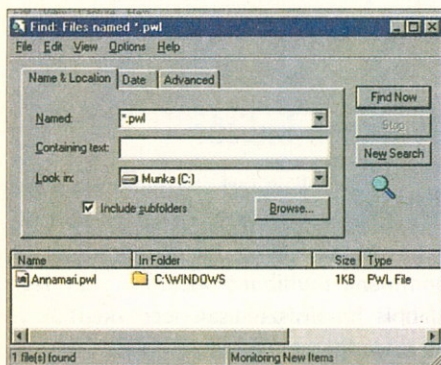 Find: Files named *.pwl
File Edit View Options Help
Name & Location Date Advanced
Named: *.pwl
Containing text:
Look in: Munka (C:)
Include subfolders Browse...
Find Now
Stop
New Search
Name In Folder Size Type
Annamari.pwl C:\WINDOWS 1KB PWL File
1 file(s) found Monitoring New Items